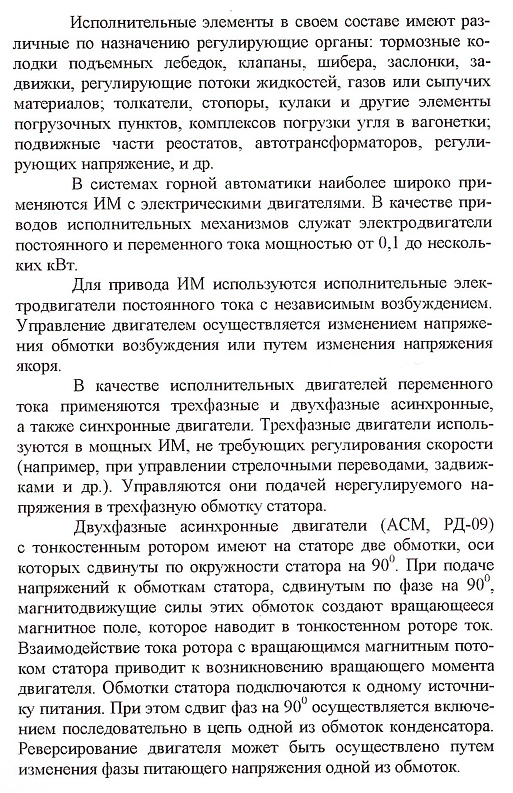 Исполнительные элементы в своем составе имеют раз-
личные по назначению регулирующие органы: тормозные ко-
лодки подъемных лебедок, клапаны, шибера, заслонки, за-
движки, регулирующие потоки жидкостей, газов или сыпучих
материалов; толкатели, стопоры, кулаки и другие элементы
погрузочных пунктов, комплексов погрузки угля в вагонетки;
подвижные части реостатов, автотрансформаторов, регули-
рующих напряжение, и др.
В системах горной автоматики наиболее широко при-
меняются ИМ с электрическими двигателями. В качестве при-
водов исполнительных механизмов служат электродвигатели
постоянного и переменного тока мощностью от 0,1 до несколь-
ких кВт.
Для привода ИМ используются исполнительные элек-
тродвигатели постоянного тока с независимым возбуждением.
Управление двигателем осуществляется изменением напряже-
ния обмотки возбуждения или путем изменения напряжения
якоря.
В качестве исполнительных двигателей переменного
тока применяются трехфазные и двухфазные асинхронные,
а также синхронные двигатели. Трехфазные двигатели исполь-
зуются в мощных ИМ, не требующих регулирования скорости
(например, при управлении стрелочными переводами, задвиж-
ками и др.). Управляются они подачей нерегулируемого на-
пряжения в трехфазную обмотку статора.
Двухфазные асинхронные двигатели (АСМ, РД-09)
с тонкостенным ротором имеют на статоре две обмотки, оси
которых сдвинуты по окружности статора на 90⁰. При подаче
напряжений к обмоткам статора, сдвинутым по фазе на 90⁰,
магнитодвижущие силы этих обмоток создают вращающееся
магнитное поле, которое наводит в тонкостенном роторе ток.
Взаимодействие тока ротора с вращающимся магнитным пото-
ком статора приводит к возникновению вращающего момента
двигателя. Обмотки статора подключаются к одному источни-
ку питания. При этом сдвиг фаз на 90⁰ осуществляется включе-
нием последовательно в цепь одной из обмоток конденсатора.
Реверсирование двигателя может быть осуществлено путем
изменения фазы питающего напряжения одной из обмоток.